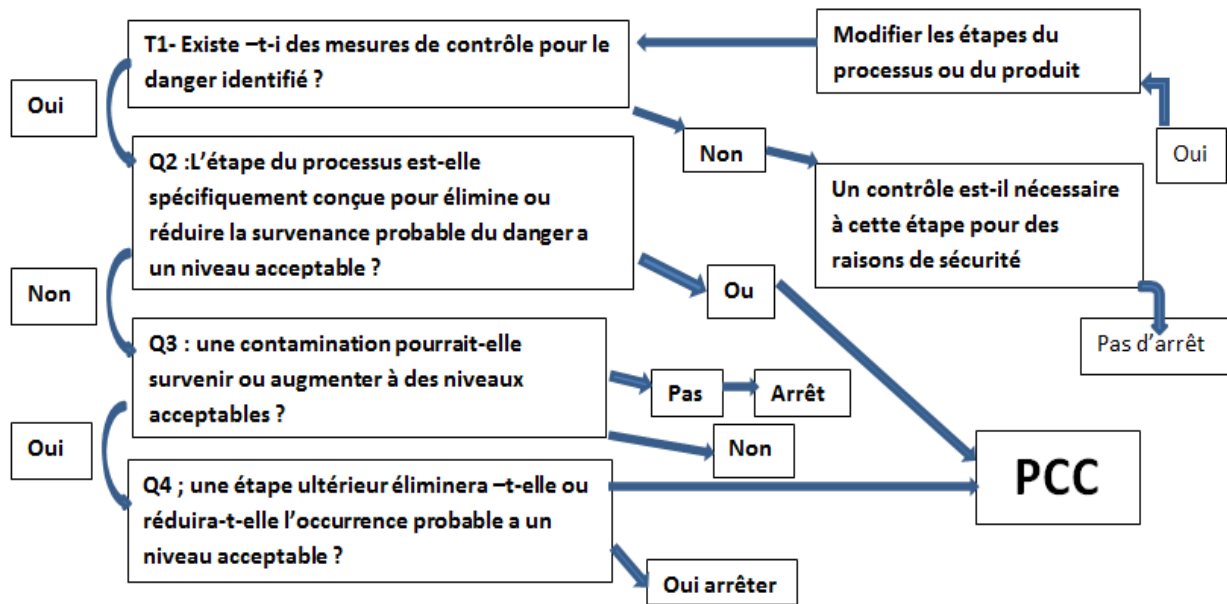 T1- Existe –t-i des mesures de contrôle pour le
danger identifié ?
Modifier les étapes du
processus ou du produit
Oui
Non
Oui
Q2 :L’étape du processus est-elle
spécifiquement conçue pour élimine ou
réduire la survenance probable du danger a
un niveau acceptable ?
Un contrôle est-il nécessaire
à cette étape pour des
raisons de sécurité
Non
Ou
Pas d’arrêt
Q3 : une contamination pourrait-elle
survenir ou augmenter à des niveaux
acceptables ?
Pas
Arrêt
Oui
Non
PCC
Q4 ; une étape ultérieur éliminera –t-elle ou
réduira-t-elle l’occurrence probable a un
niveau acceptable ?
Oui arrêter